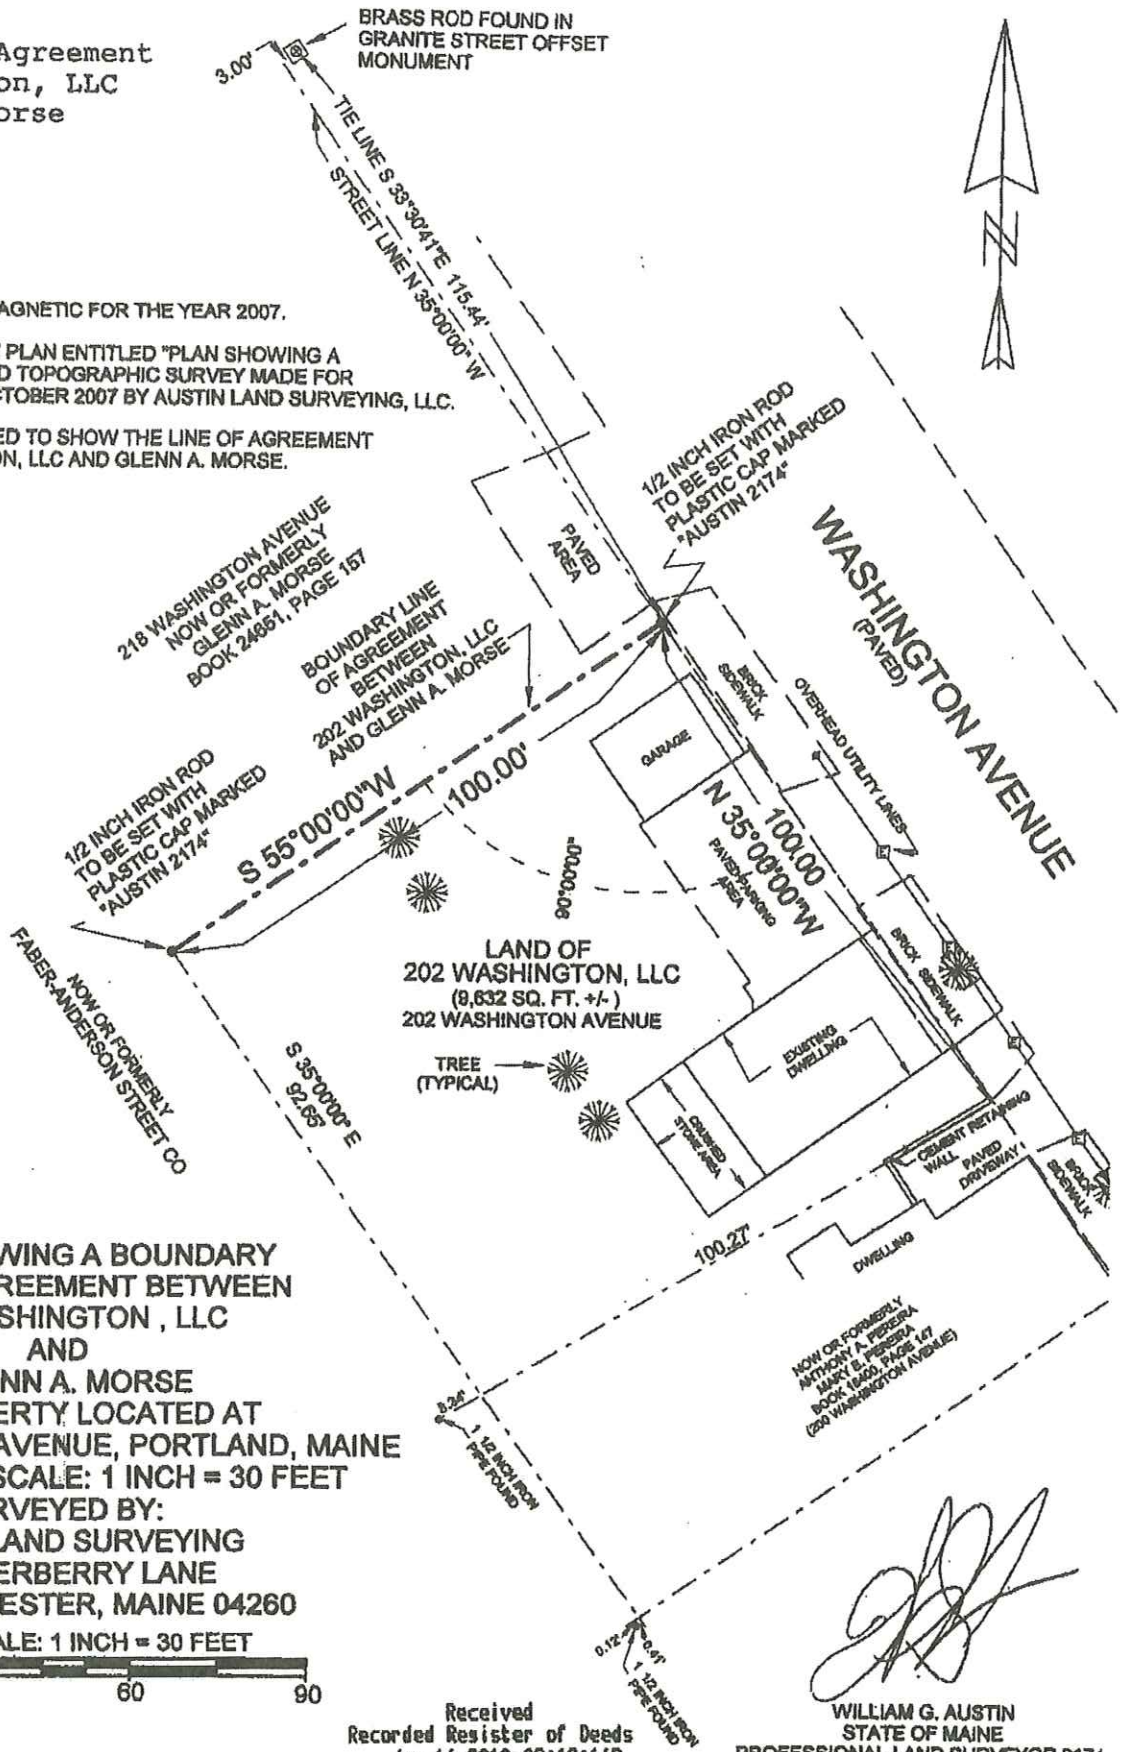 Agreement
on, LLC
orse
BRASS ROD FOUND IN
GRANITE STREET OFFSET
MONUMENT
3.00'
TIE LINE S 33°30'41"E 115.44'
STREET LINE N 35°00'00" W
N
AGNETIC FOR THE YEAR 2007.
PLAN ENTITLED "PLAN SHOWING A
D TOPOGRAPHIC SURVEY MADE FOR
CTOBER 2007 BY AUSTIN LAND SURVEYING, LLC.
ED TO SHOW THE LINE OF AGREEMENT
ON, LLC AND GLENN A. MORSE.
1/2 INCH IRON ROD
TO BE SET WITH
PLASTIC CAP MARKED
"AUSTIN 2174"
WASHINGTON AVENUE
(PAVED)
PAVED
AREA
218 WASHINGTON AVENUE
NOW OR FORMERLY
GLENN A. MORSE
BOOK 24651, PAGE 157
BOUNDARY LINE
OF AGREEMENT
BETWEEN
202 WASHINGTON, LLC
AND GLENN A. MORSE
BRICK
SIDEWALK
OVERHEAD UTILITY LINES
GARAGE
1/2 INCH IRON ROD
TO BE SET WITH
PLASTIC CAP MARKED
"AUSTIN 2174"
S 55°00'00"W
100.00'
100.00
N 35°00'00"W
PAVED PARKING
AREA
90°00'00"
LAND OF
202 WASHINGTON, LLC
(9,632 SQ. FT. +/-)
202 WASHINGTON AVENUE
BRICK SIDEWALK
EXISTING
DWELLING
TREE
(TYPICAL)
NOW OR FORMERLY
FABER-ANDERSON STREET CO
S 35°00'00" E
92.65'
CRUSHED
STONE AREA
CEMENT RETAINING
WALL
PAVED
DRIVEWAY
BRICK
SIDEWALK
100.27'
DWELLING
NOW OR FORMERLY
ANTHONY A. PEREIRA
MARY E. PEREIRA
BOOK 18400, PAGE 147
(200 WASHINGTON AVENUE)
WING A BOUNDARY
REEMENT BETWEEN
SHINGTON , LLC
AND
NN A. MORSE
ERTY LOCATED AT
AVENUE, PORTLAND, MAINE
SCALE: 1 INCH = 30 FEET
RVEYED BY:
LAND SURVEYING
ERBERRY LANE
ESTER, MAINE 04260
ALE: 1 INCH = 30 FEET
60 90
8.34'
1 1/2 INCH IRON
PIPE FOUND
0.12' 0.41'
1 1/2 INCH IRON
PIPE FOUND
Received
Recorded Register of Deeds
WILLIAM G. AUSTIN
STATE OF MAINE
PROFESSIONAL LAND SURVEYOR 2174